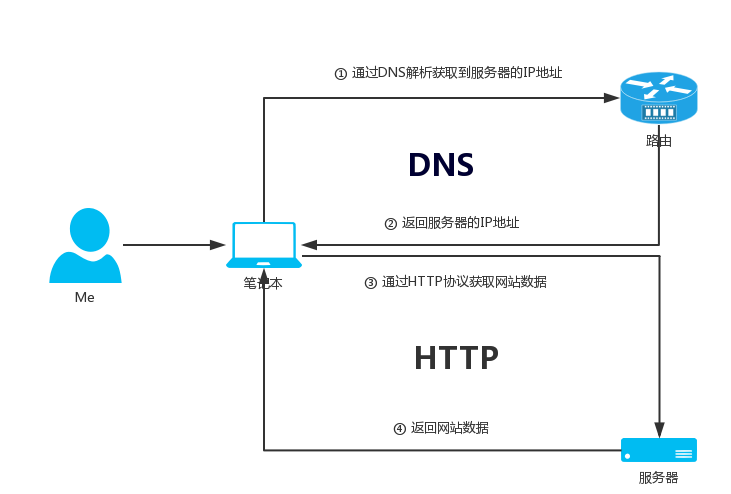 ① 通过DNS解析获取到服务器的IP地址
路由
DNS
② 返回服务器的IP地址
Me
笔记本
③ 通过HTTP协议获取网站数据
HTTP
④ 返回网站数据
服务器